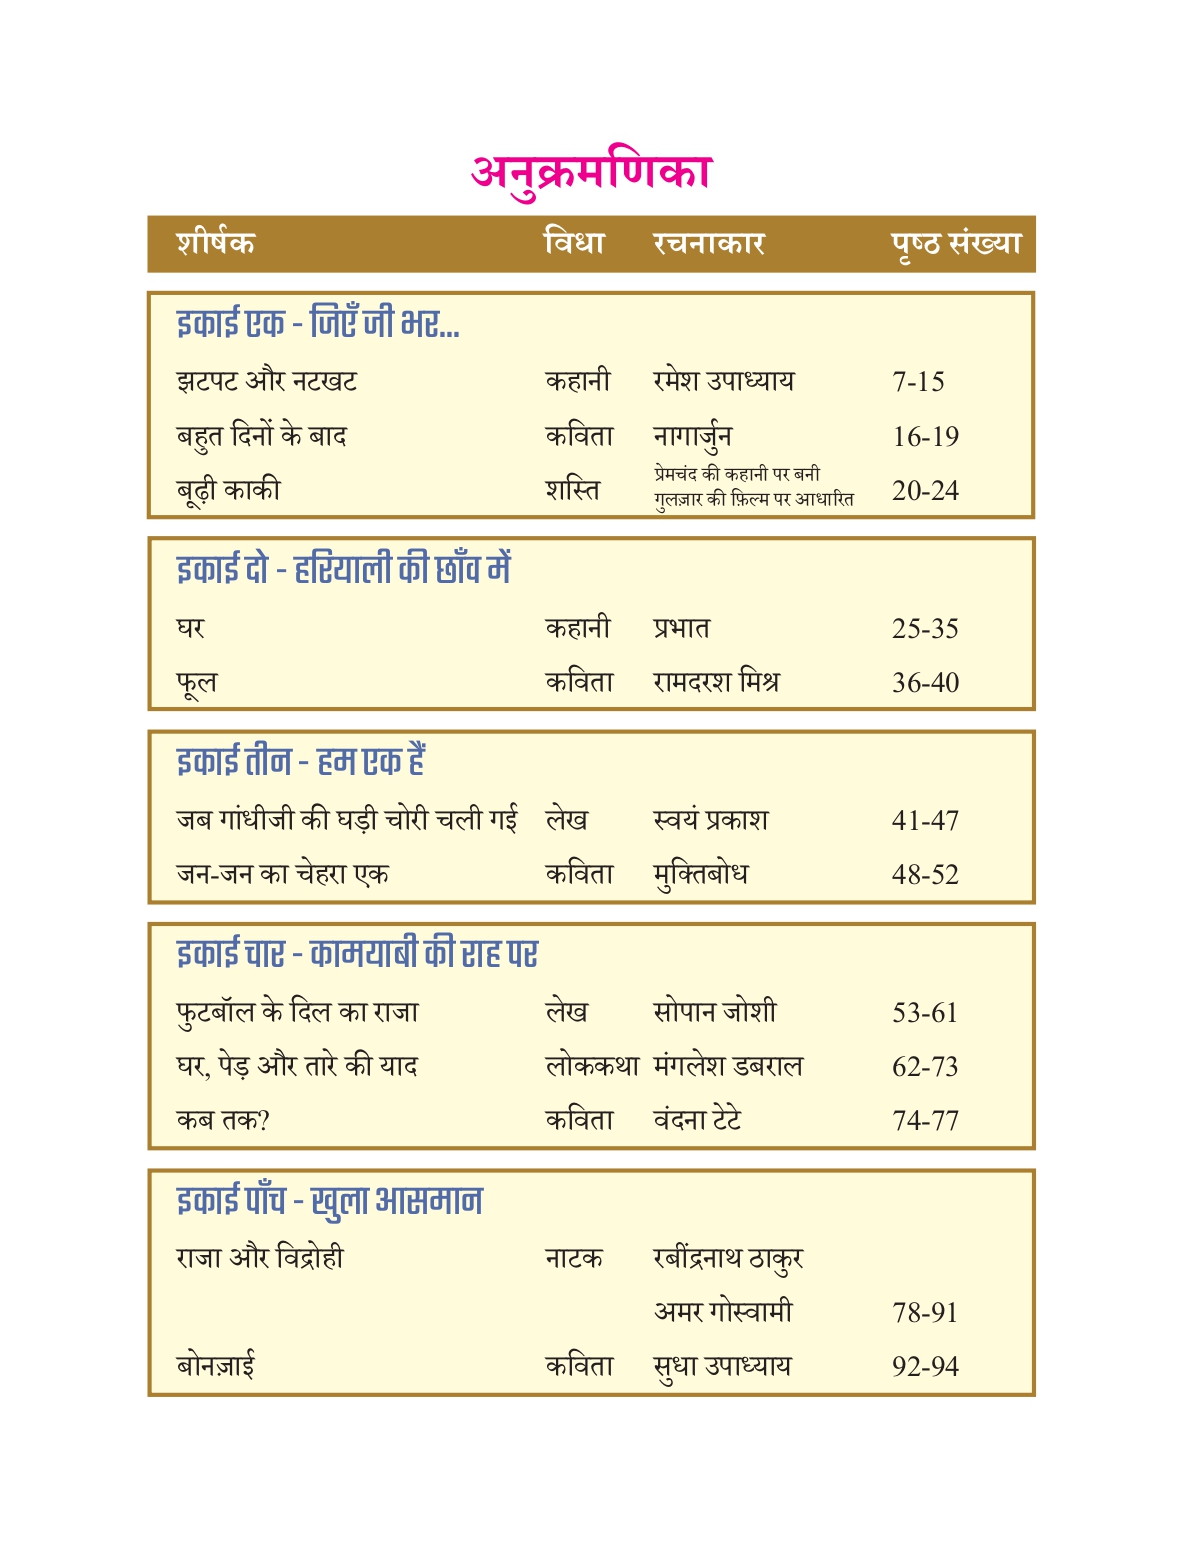 अनुक्रमणिका
शीर्षक विधा रचनाकार पृष्ठ संख्या
इकाई एक - जिएँ जी भर...
झटपट और नटखट कहानी रमेश उपाध्याय 7-15
बहुत दिनों के बाद कविता नागार्जुन 16-19
बूढ़ी काकी शस्ति प्रेमचंद की कहानी पर बनी
गुलज़ार की फ़िल्म पर आधारित 20-24
इकाई दो - हरियाली की छाँव में
घर कहानी प्रभात 25-35
फूल कविता रामदरश मिश्र 36-40
इकाई तीन - हम एक हैं
जब गांधीजी की घड़ी चोरी चली गई लेख स्वयं प्रकाश 41-47
जन-जन का चेहरा एक कविता मुक्तिबोध 48-52
इकाई चार - कामयाबी की राह पर
फुटबॉल के दिल का राजा लेख सोपान जोशी 53-61
घर, पेड़ और तारे की याद लोककथा मंगलेश डबराल 62-73
कब तक? कविता वंदना टेटे 74-77
इकाई पाँच - खुला आसमान
राजा और विद्रोही नाटक रबींद्रनाथ ठाकुर
अमर गोस्वामी 78-91
बोनज़ाई कविता सुधा उपाध्याय 92-94